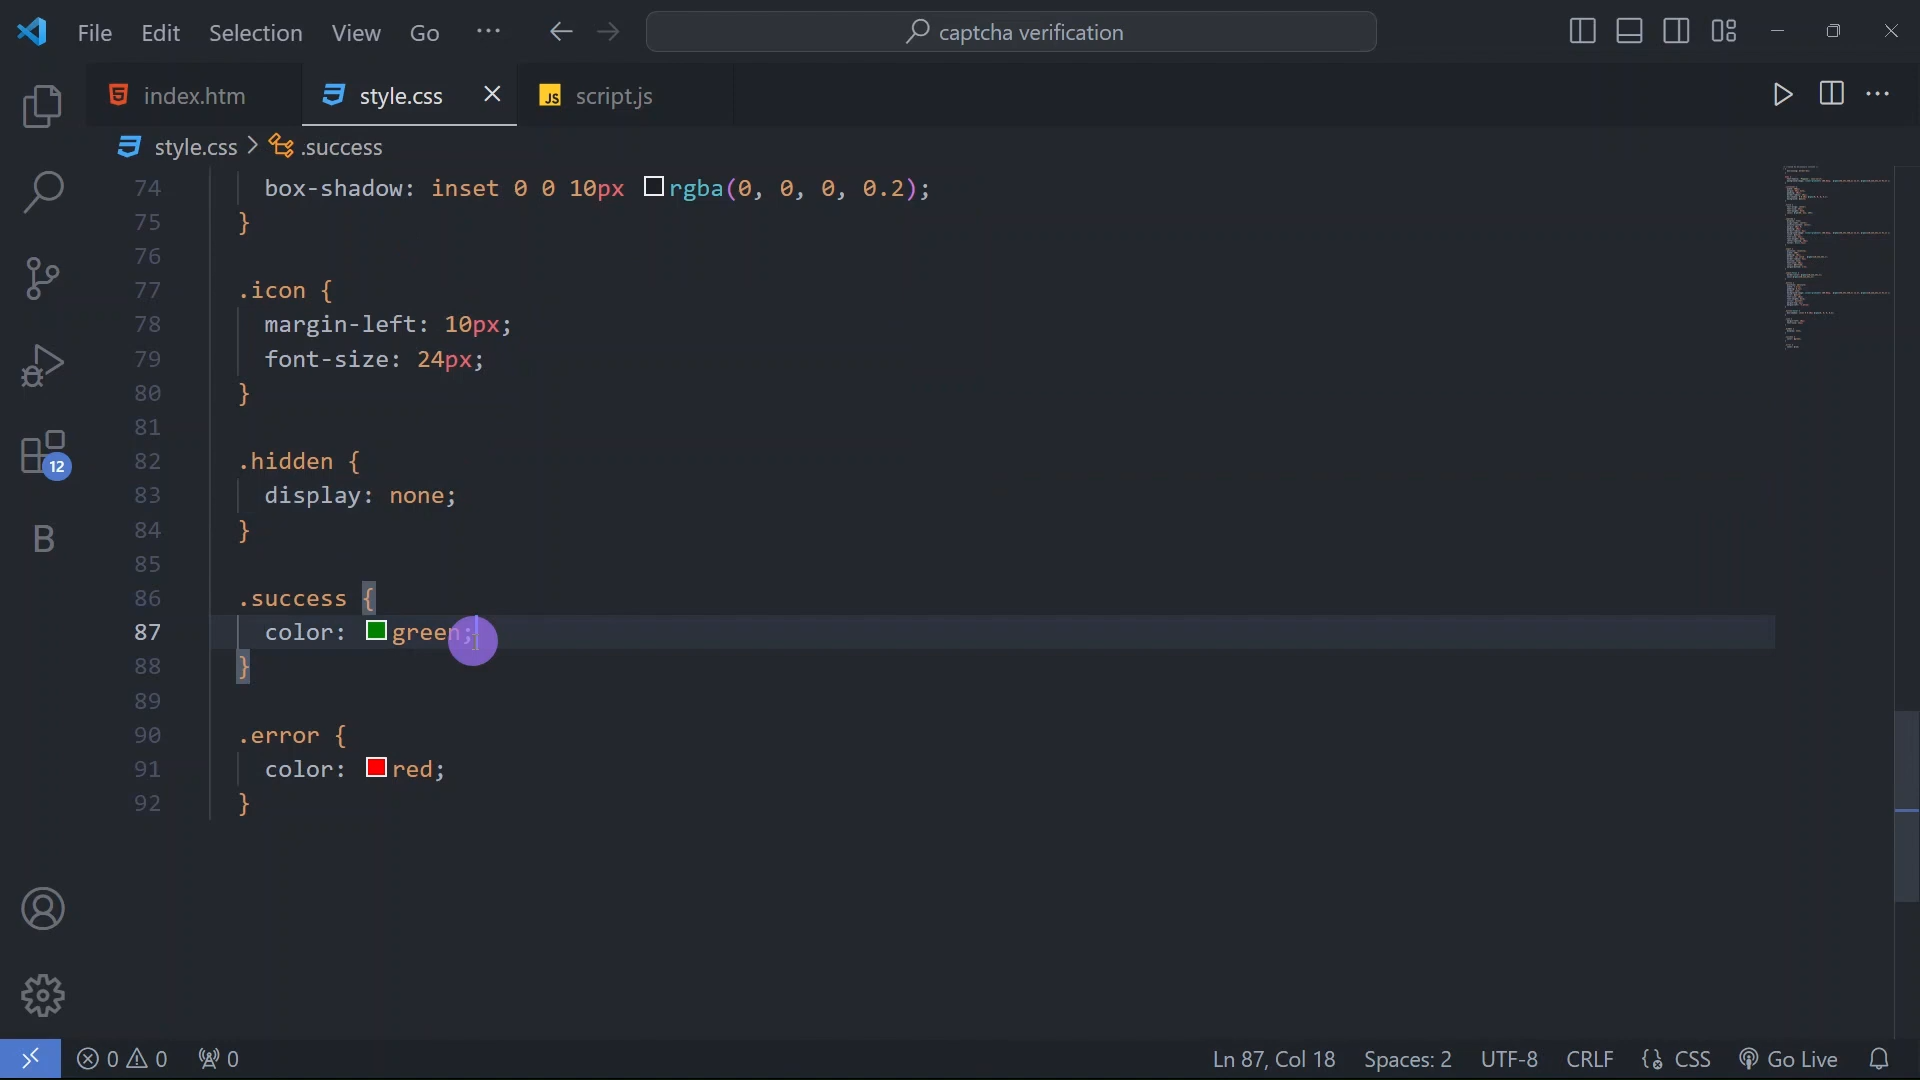 File Edit Selection View Go ··· captcha verification
index.htm style.css script.js
style.css > .success
74 box-shadow: inset 0 0 10px rgba(0, 0, 0, 0.2);
75 }
76
77 .icon {
78 margin-left: 10px;
79 font-size: 24px;
80 }
81
82 .hidden {
83 display: none;
84 }
85
86 .success {
87 color: green;
88 }
89
90 .error {
91 color: red;
92 }
12
B
0 0 0 Ln 87, Col 18 Spaces: 2 UTF-8 CRLF {} CSS Go Live